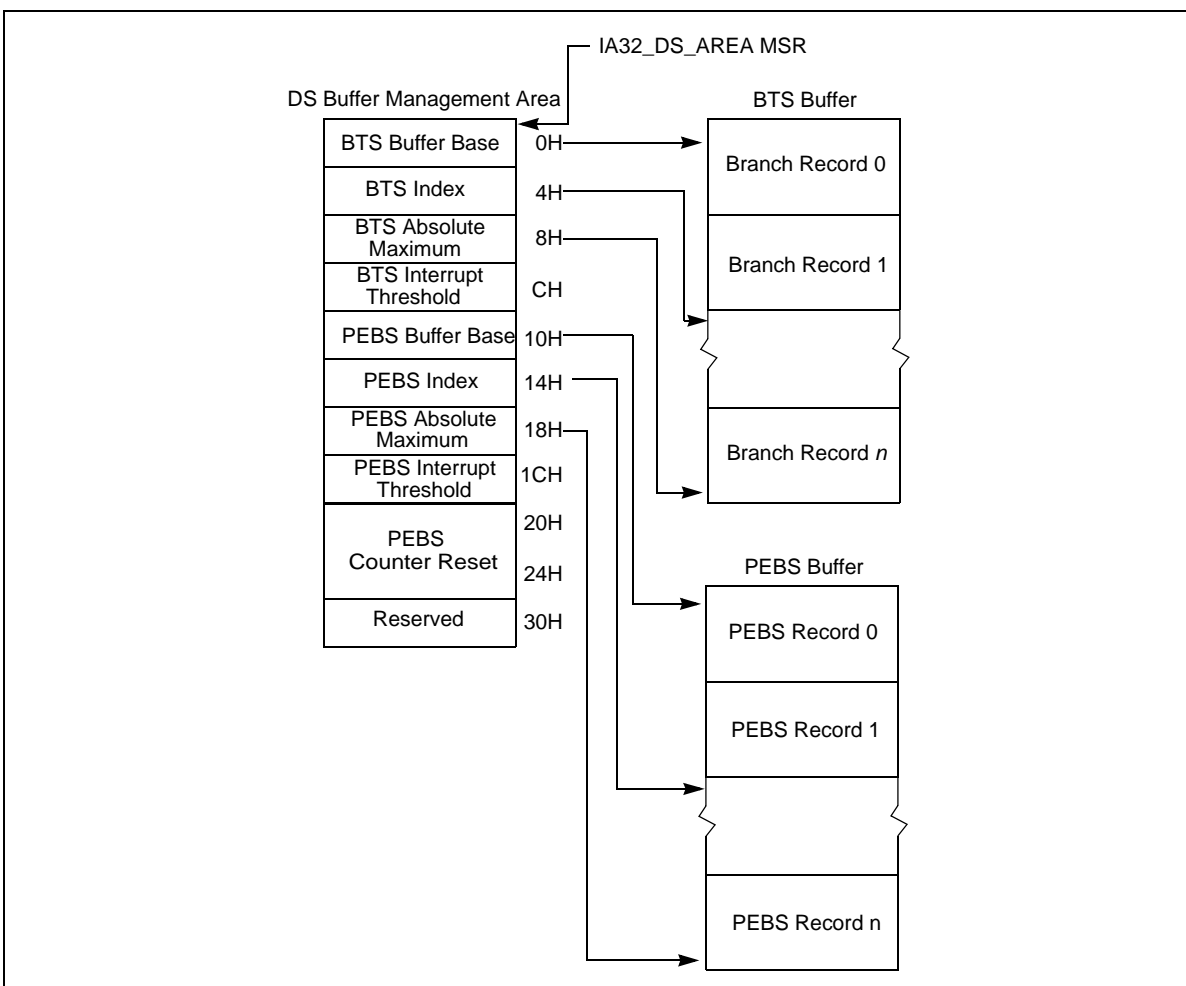 IA32_DS_AREA MSR
DS Buffer Management Area
BTS Buffer Base 0H
BTS Index 4H
BTS Absolute
Maximum 8H
BTS Interrupt
Threshold CH
PEBS Buffer Base 10H
PEBS Index 14H
PEBS Absolute
Maximum 18H
PEBS Interrupt
Threshold 1CH
20H
PEBS
Counter Reset
24H
Reserved 30H
BTS Buffer
Branch Record 0
Branch Record 1
Branch Record n
PEBS Buffer
PEBS Record 0
PEBS Record 1
PEBS Record n